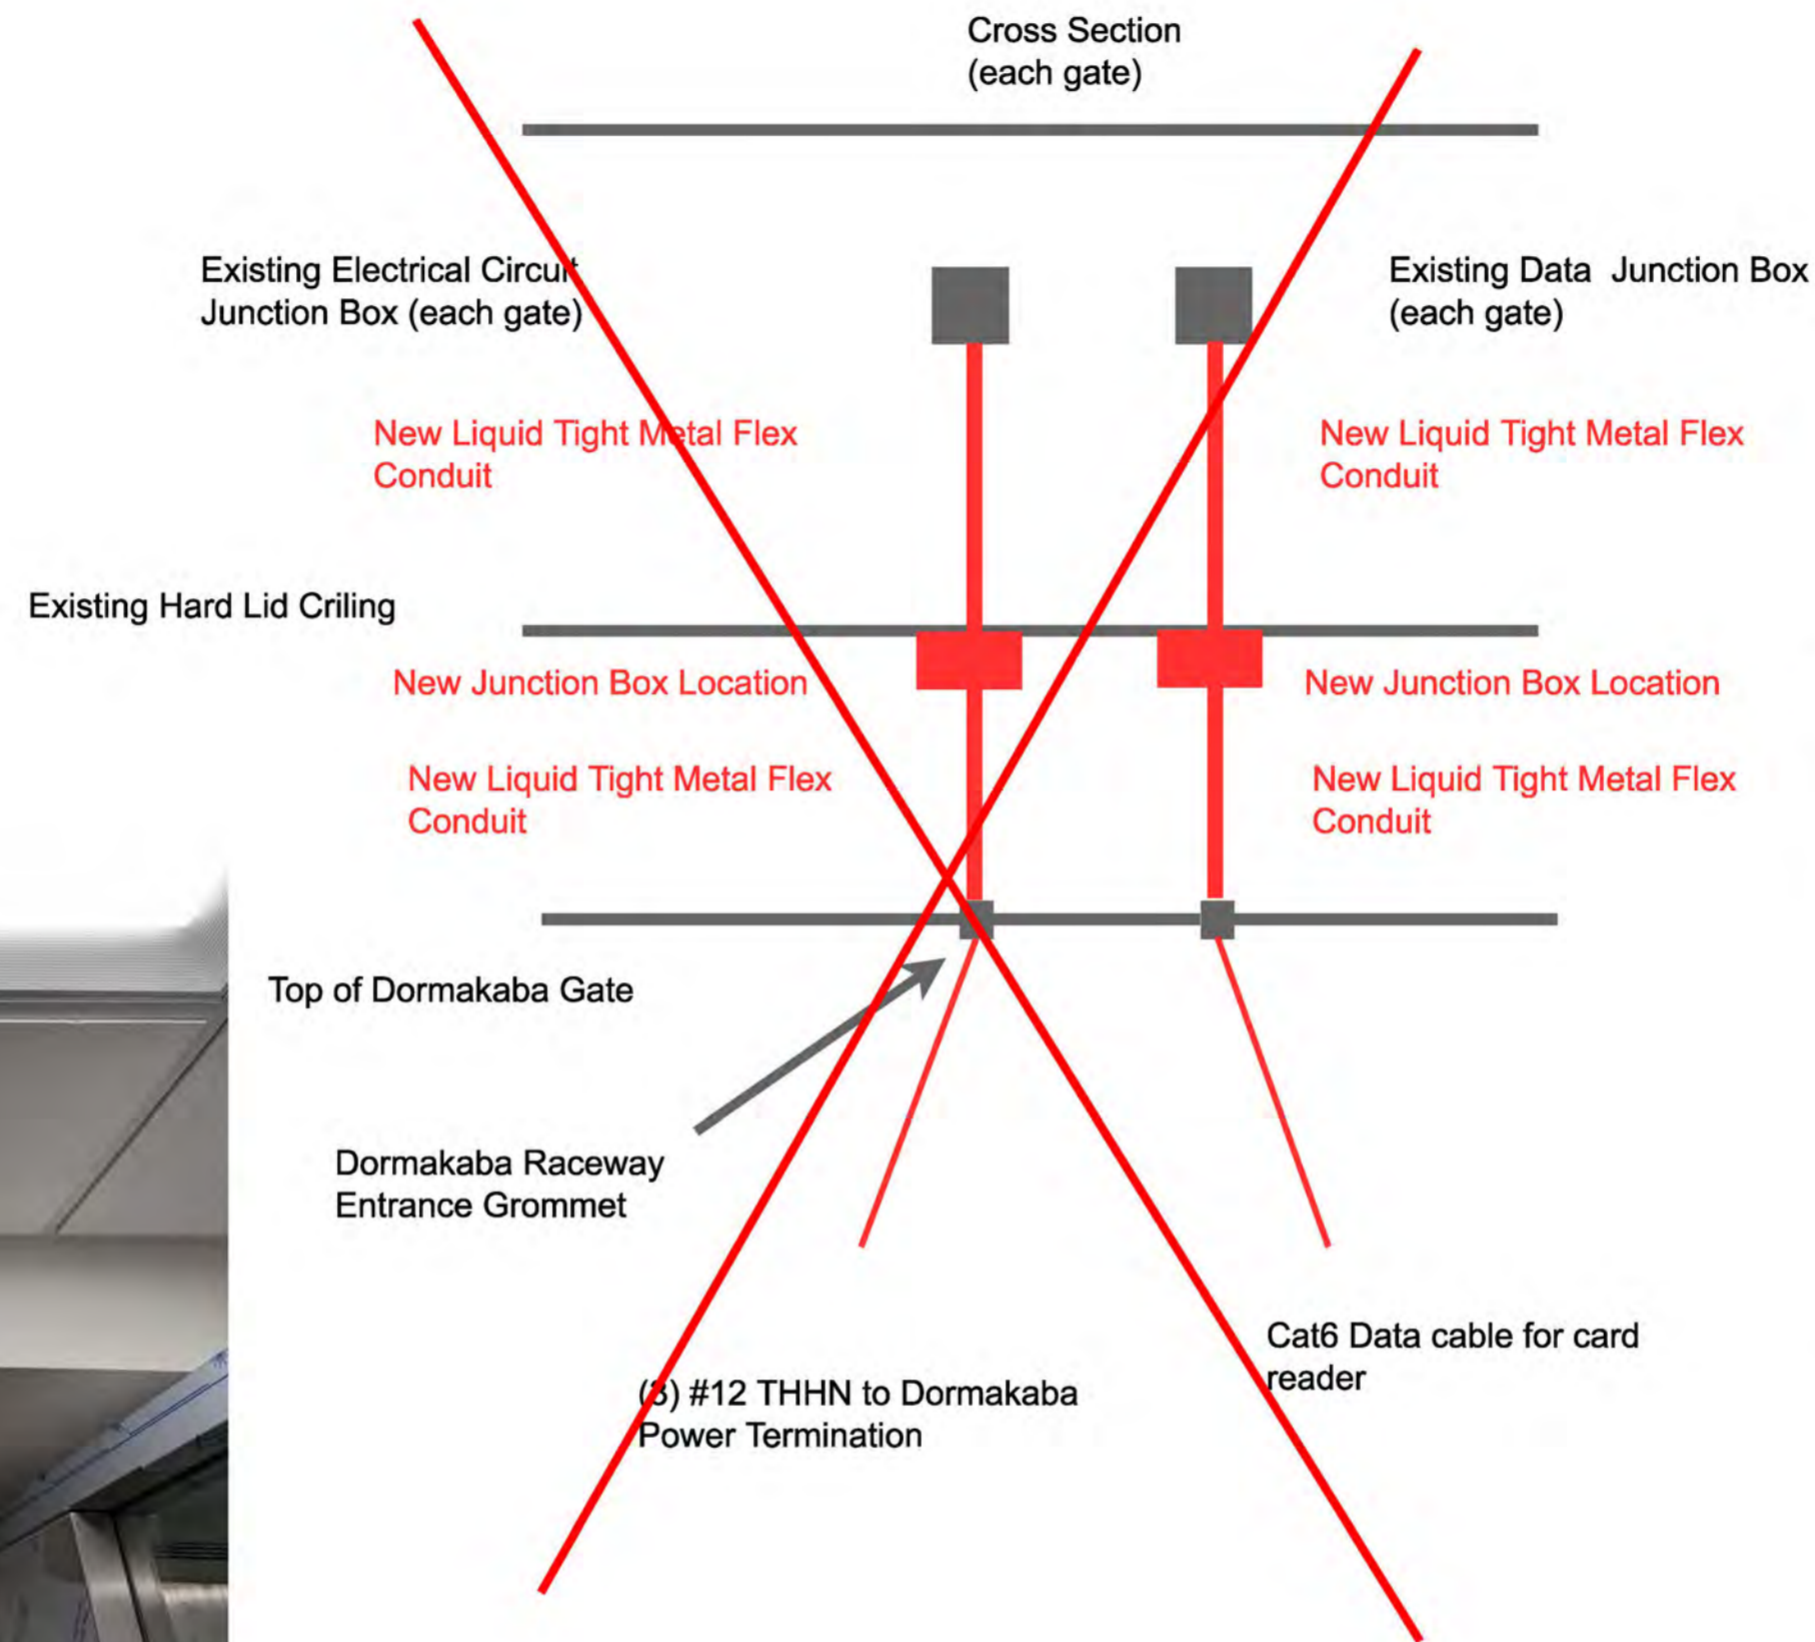 Cross Section
(each gate)
Existing Electrical Circuit
Junction Box (each gate)
Existing Data  Junction Box
(each gate)
New Liquid Tight Metal Flex
Conduit
New Liquid Tight Metal Flex
Conduit
Existing Hard Lid Criling
New Junction Box Location
New Junction Box Location
New Liquid Tight Metal Flex
Conduit
New Liquid Tight Metal Flex
Conduit
Top of Dormakaba Gate
Dormakaba Raceway
Entrance Grommet
Cat6 Data cable for card
reader
(3) #12 THHN to Dormakaba
Power Termination